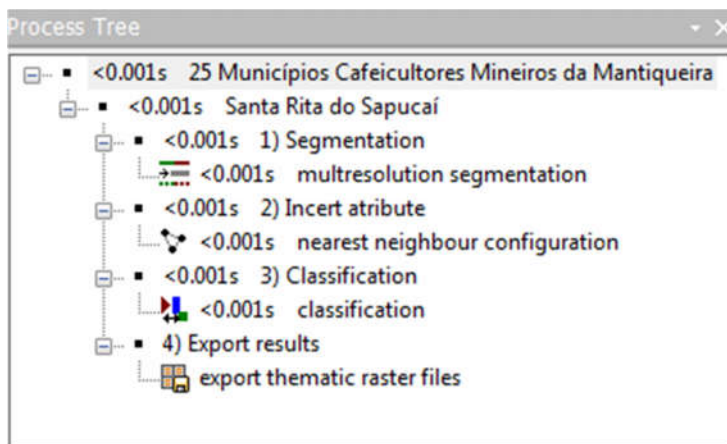 Process Tree
<0.001s 25 Municípios Cafeicultores Mineiros da Mantiqueira
<0.001s Santa Rita do Sapucaí
<0.001s 1) Segmentation
<0.001s multresolution segmentation
<0.001s 2) Incert atribute
<0.001s nearest neighbour configuration
<0.001s 3) Classification
<0.001s classification
4) Export results
export thematic raster files